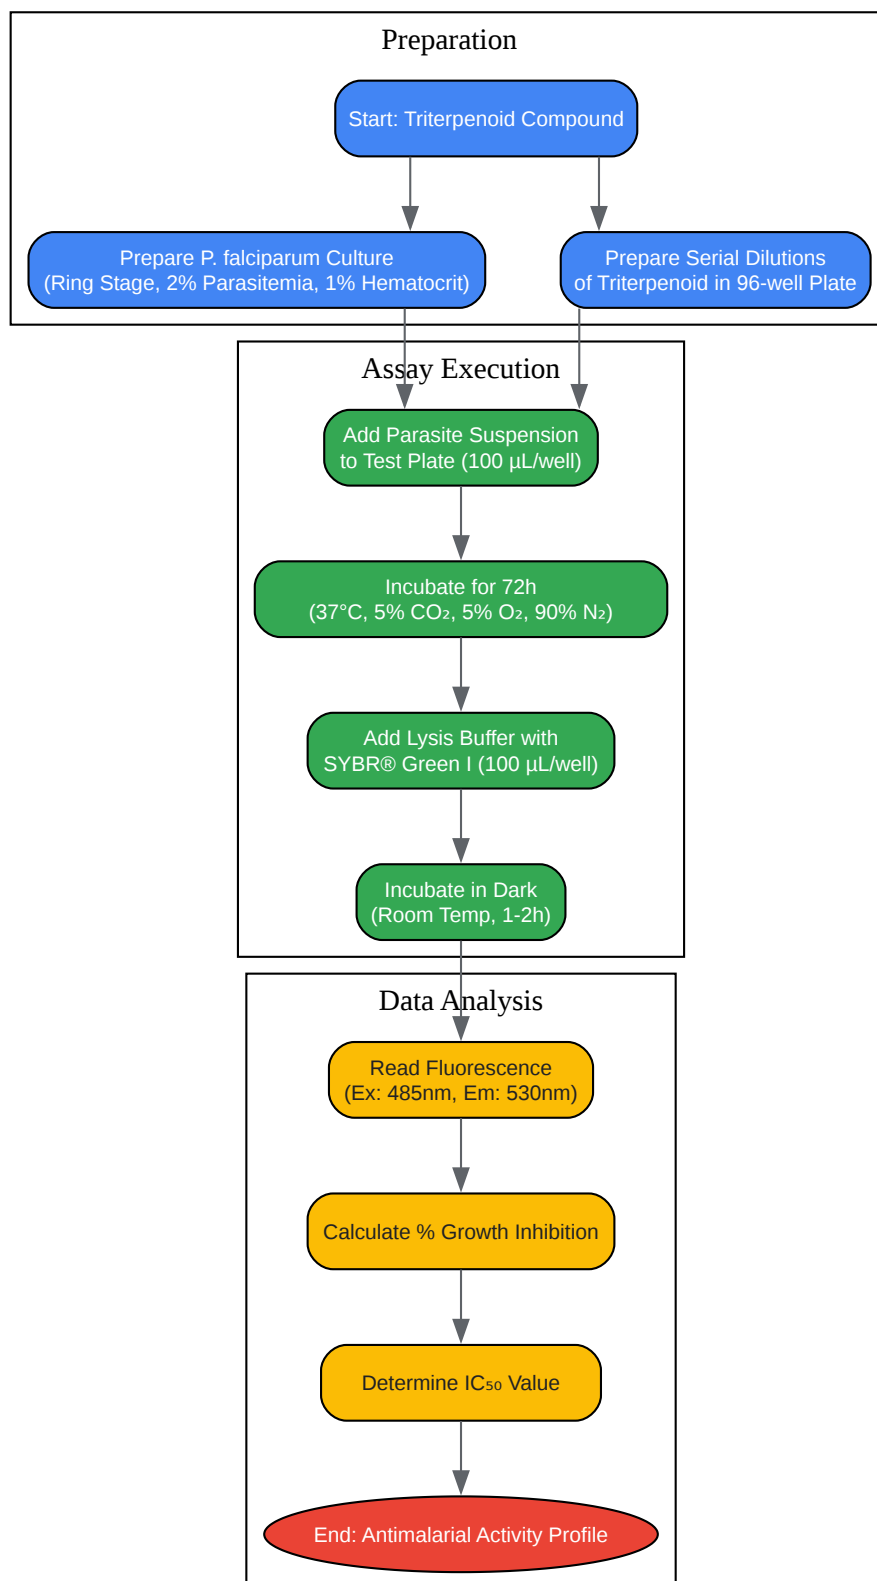 Preparation
Start: Triterpenoid Compound
Prepare P. falciparum Culture
(Ring Stage, 2% Parasitemia, 1% Hematocrit)
Prepare Serial Dilutions
of Triterpenoid in 96-well Plate
Assay Execution
Add Parasite Suspension
to Test Plate (100 µL/well)
Incubate for 72h
(37°C, 5% CO₂, 5% O₂, 90% N₂)
Add Lysis Buffer with
SYBR® Green I (100 µL/well)
Incubate in Dark
(Room Temp, 1-2h)
Data Analysis
Read Fluorescence
(Ex: 485nm, Em: 530nm)
Calculate % Growth Inhibition
Determine IC₅₀ Value
End: Antimalarial Activity Profile